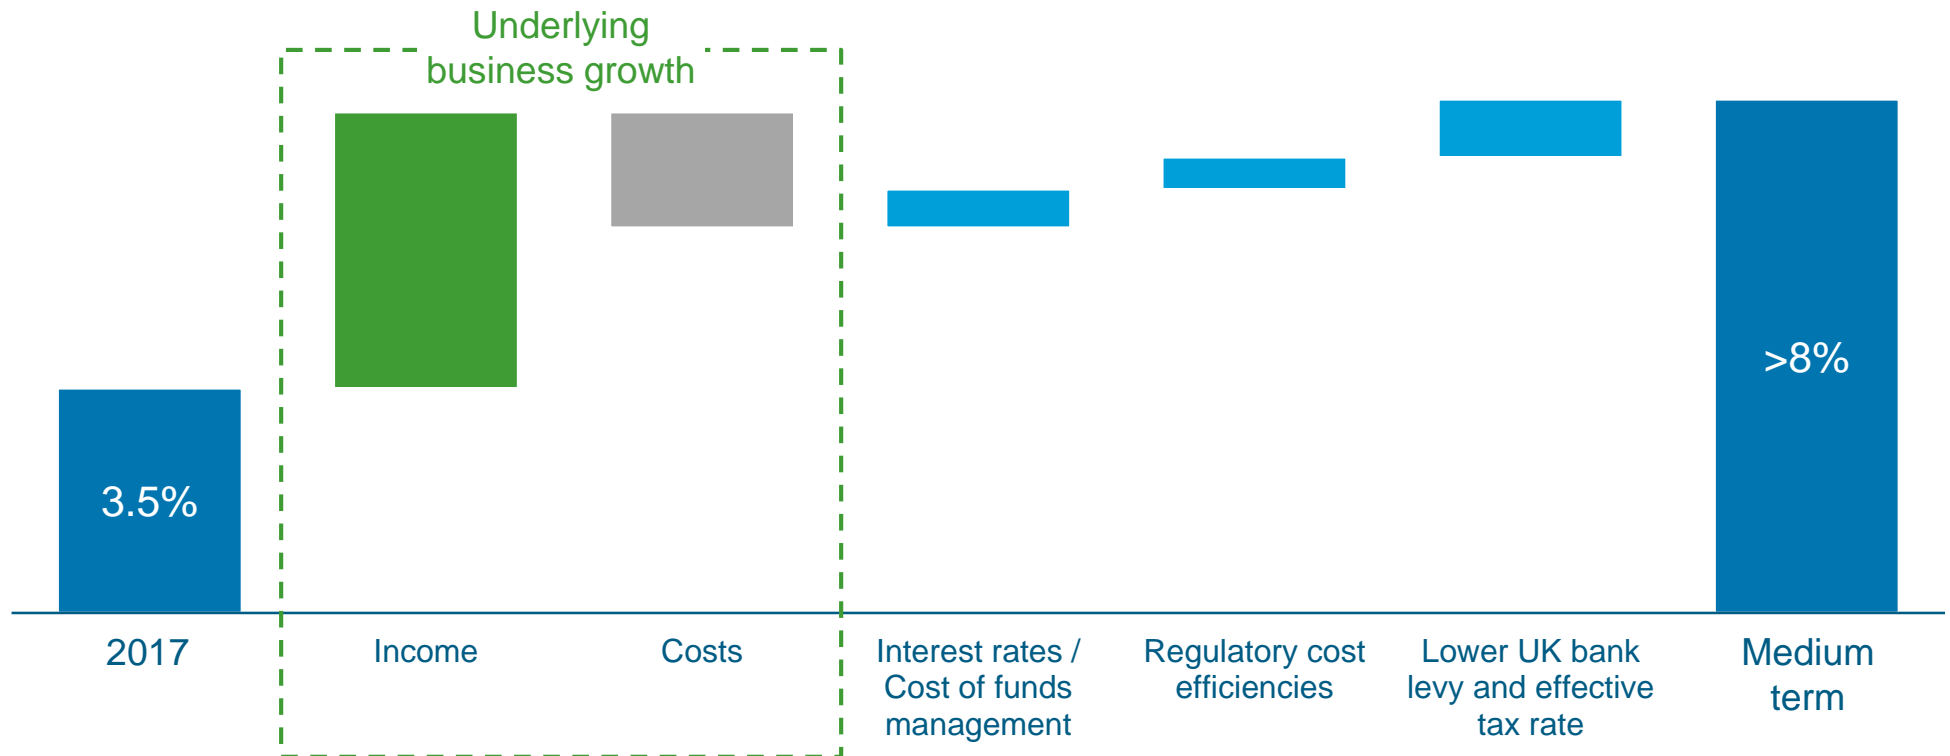 Underlying
business growth
3.5%
>8%
2017
Income
Costs
Interest rates /
Cost of funds
management
Regulatory cost
efficiencies
Lower UK bank
levy and effective
tax rate
Medium
term